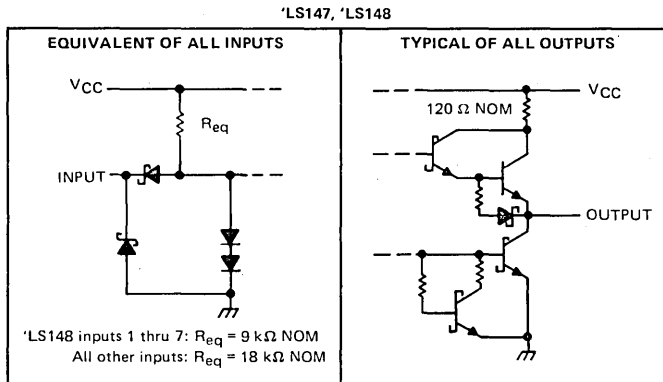 'LS147, 'LS148
EQUIVALENT OF ALL INPUTS
VCC
Req
INPUT
'LS148 inputs 1 thru 7: Req = 9 kΩ NOM
All other inputs: Req = 18 kΩ NOM
TYPICAL OF ALL OUTPUTS
VCC
120 Ω NOM
OUTPUT